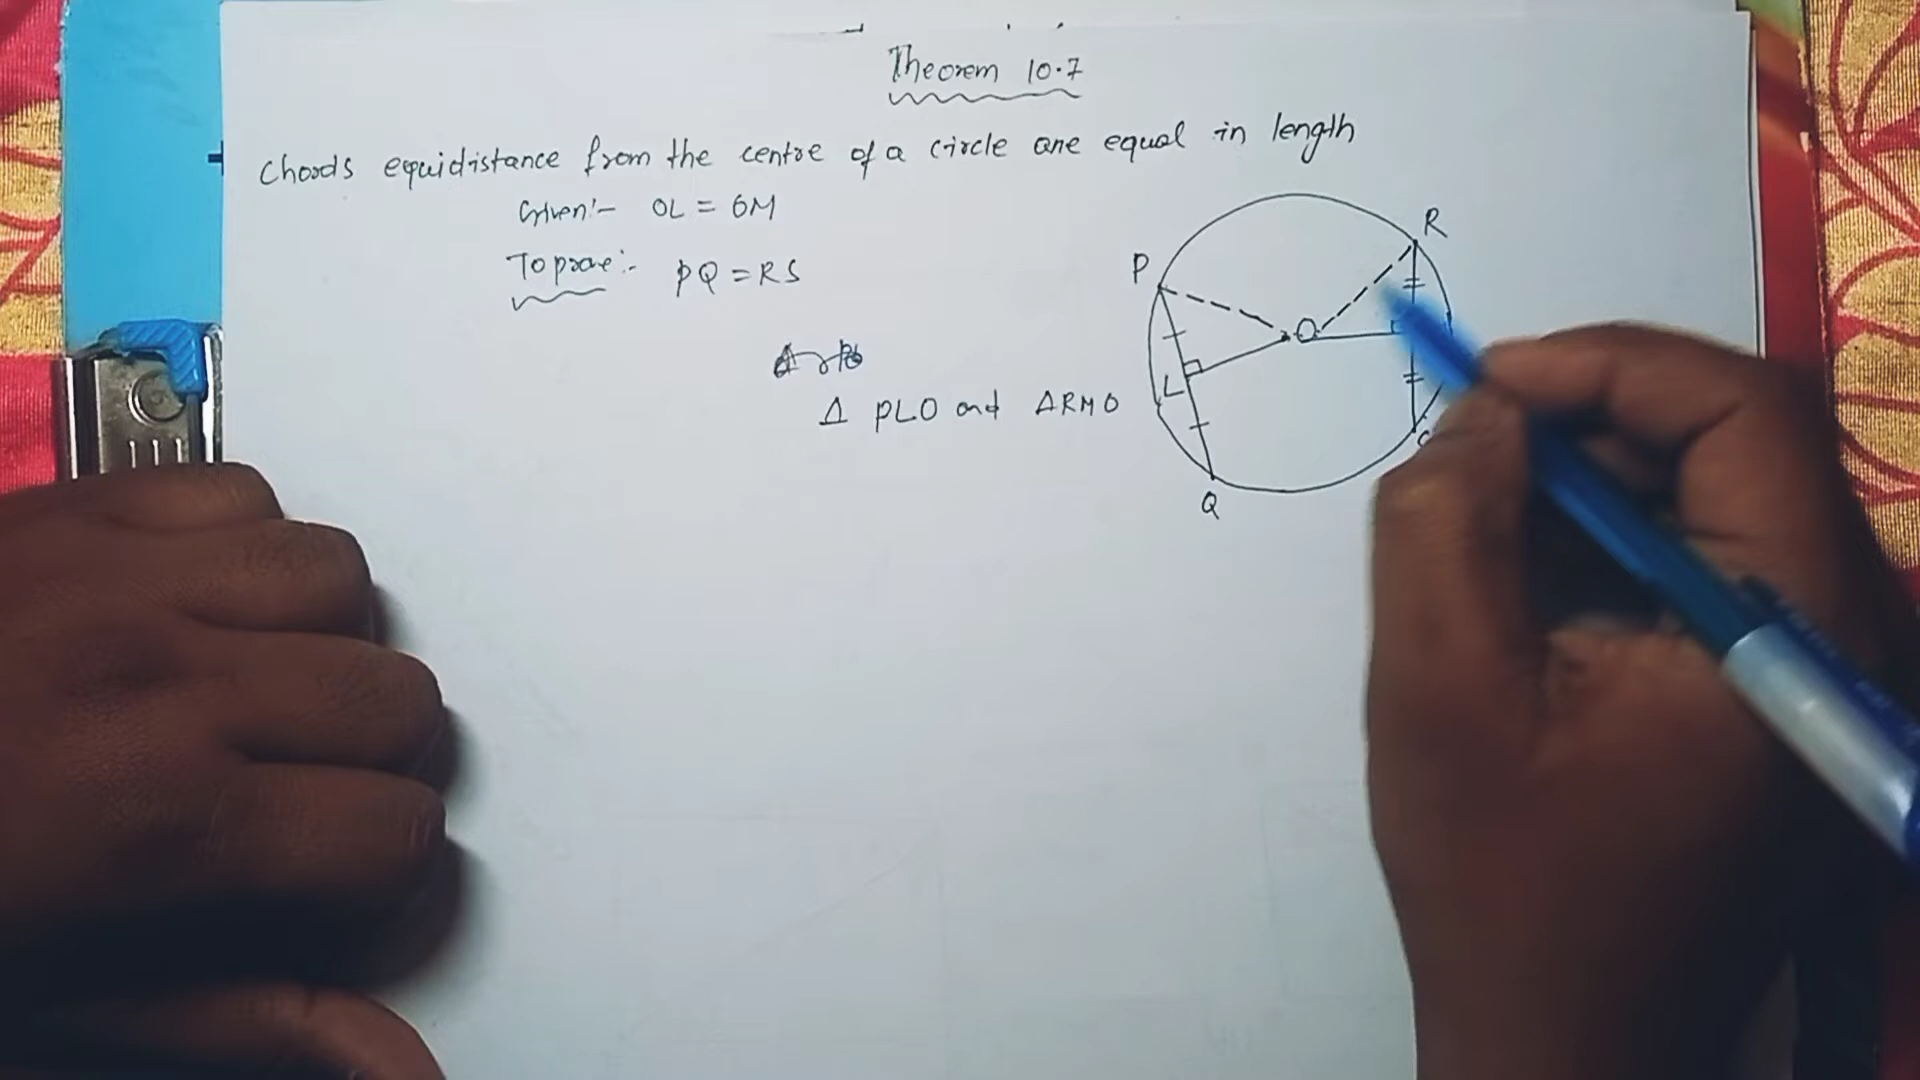 Theorem 10.7
Chords equidistance from the centre of a circle are equal in length
Given:- OL = OM
To prove:- PQ = RS
Δ PLO and ΔRMO
P
R
O
L
Q